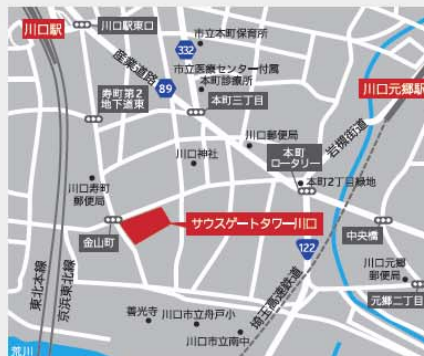 川口駅
川口駅東口
産業道路
332
市立本町保育所
市立医療センター付属
本町診療所
89
寿町第2
地下道東
本町三丁目
川口元郷駅
岩槻街道
川口郵便局
川口神社
本町
ロータリー
川口寿町
郵便局
本町2丁目緑地
金山町
サウスゲートタワー川口
中央橋
122
川口元郷
郵便局
東北本線
京浜東北線
埼玉高速鉄道
元郷二丁目
善光寺
川口市立舟戸小
川口市立南中
荒川